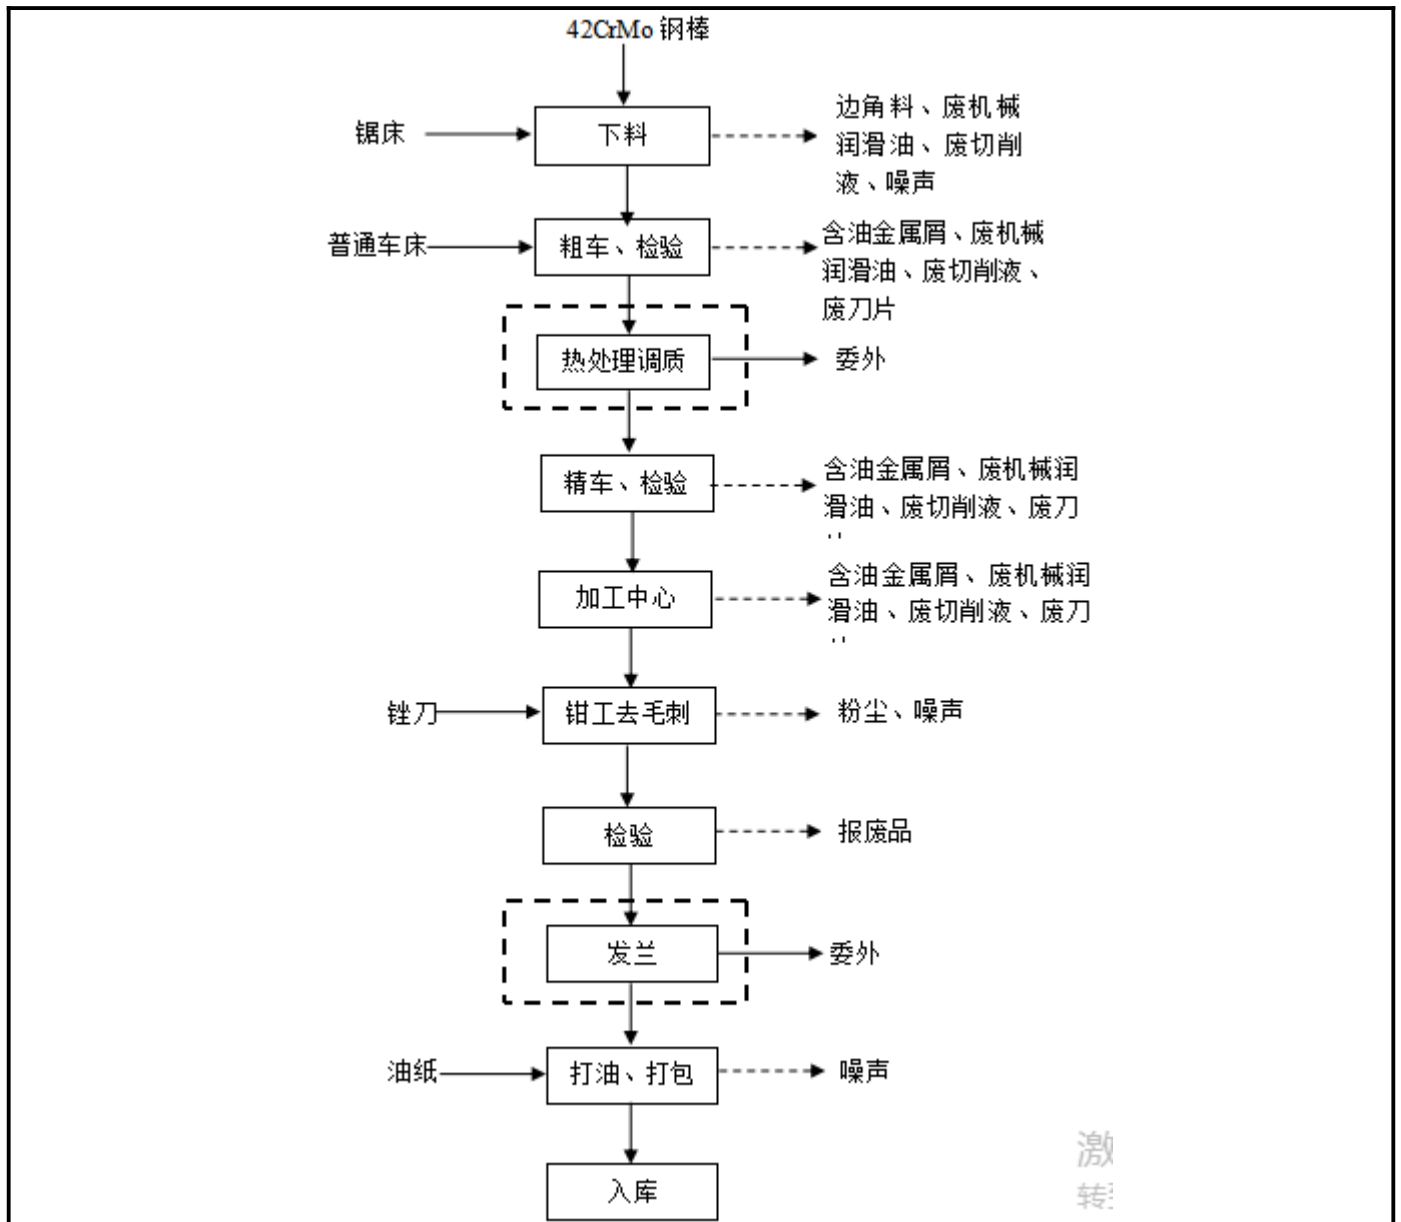 42CrMo 钢棒
锯床
下料
边角料、废机械
润滑油、废切削
液、噪声
普通车床
粗车、检验
含油金属屑、废机械
润滑油、废切削液、
废刀片
热处理调质
委外
精车、检验
含油金属屑、废机械润
滑油、废切削液、废刀
加工中心
含油金属屑、废机械润
滑油、废切削液、废刀
锉刀
钳工去毛刺
粉尘、噪声
检验
报废品
发兰
委外
油纸
打油、打包
噪声
入库
激
转